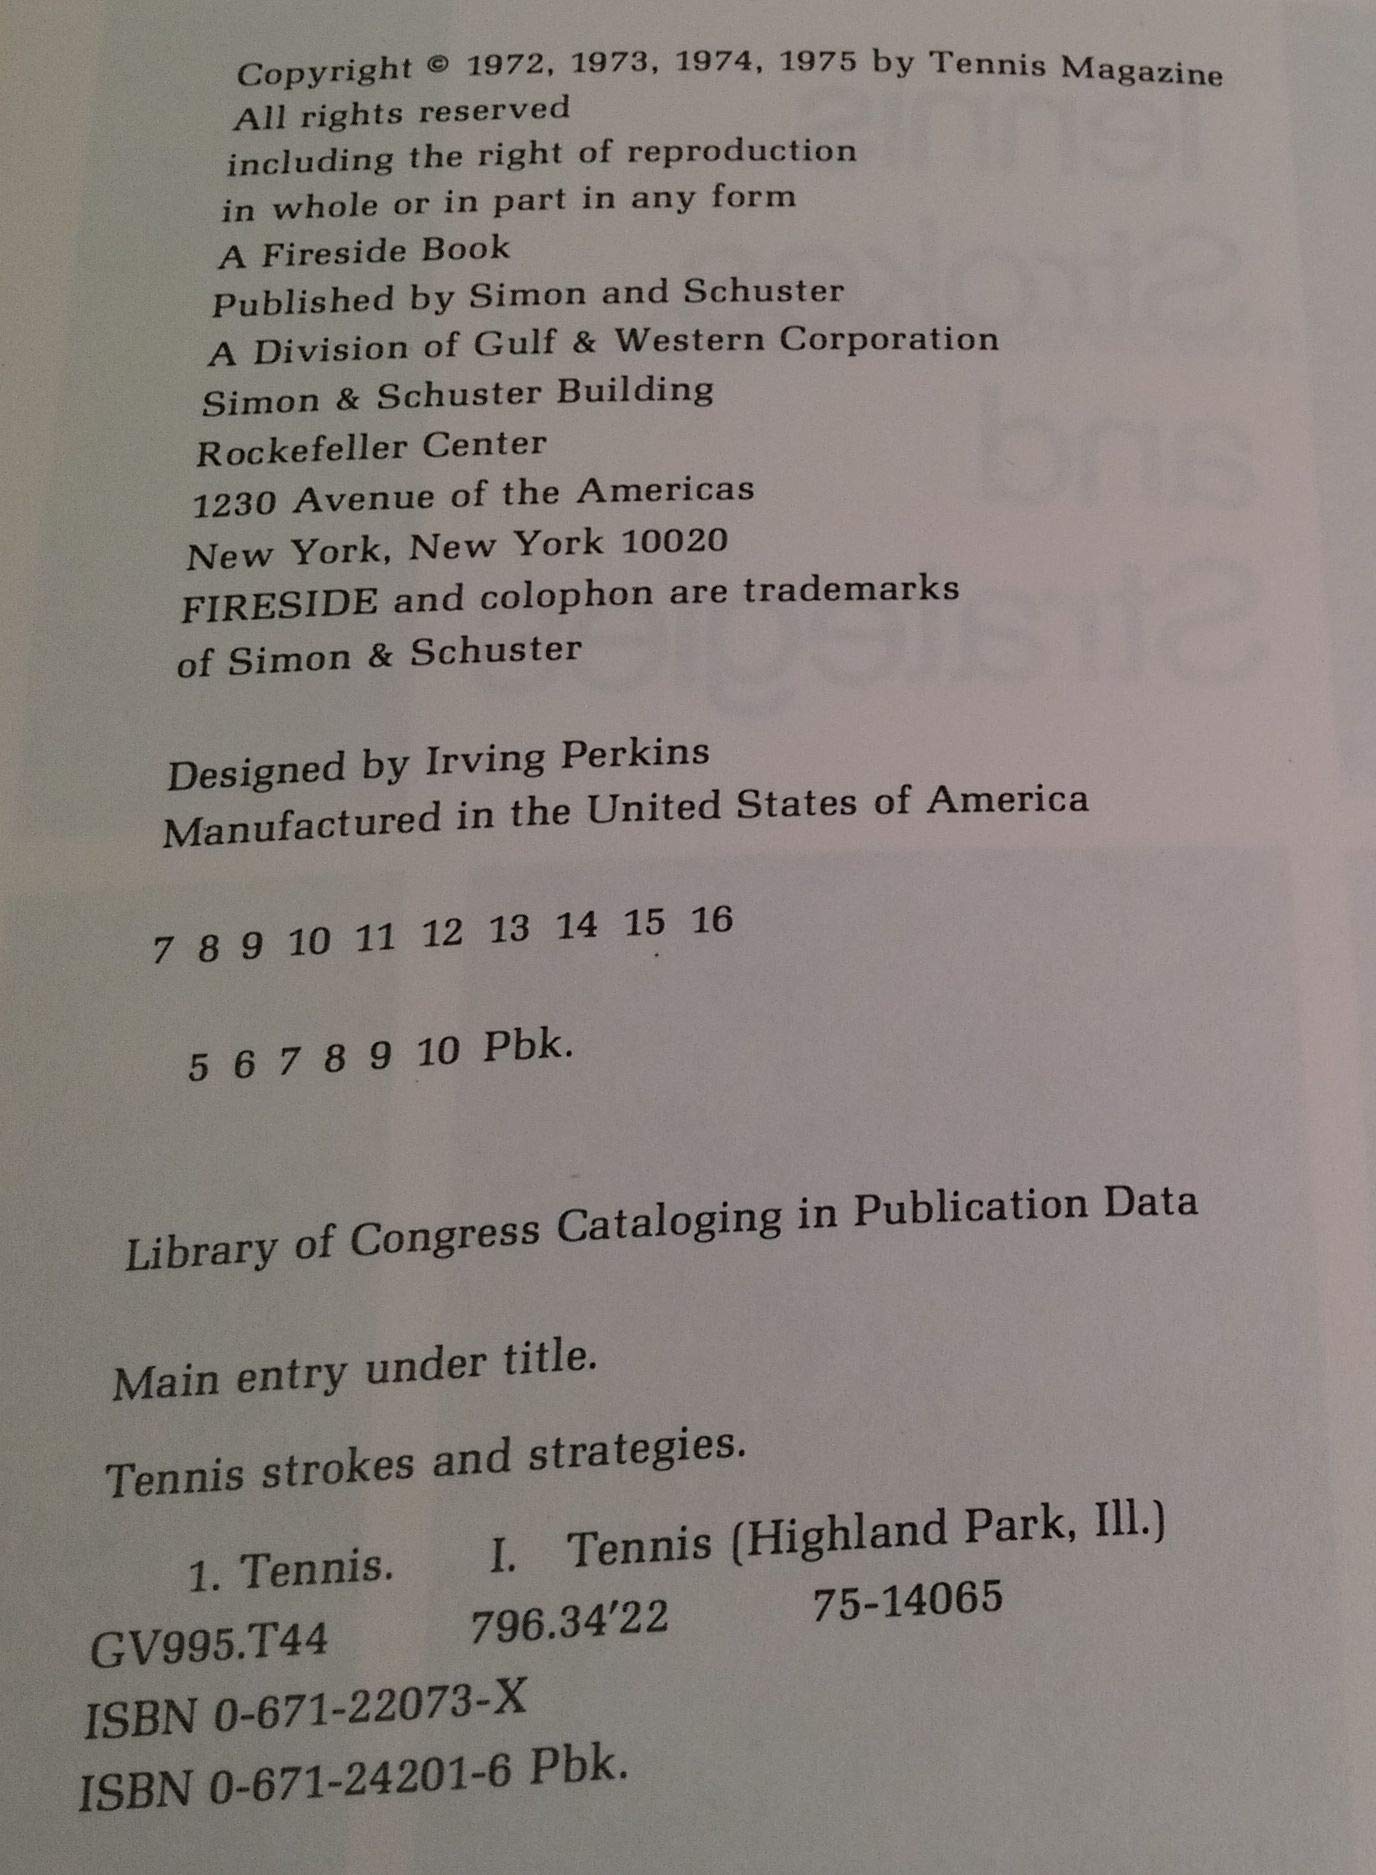 Copyright © 1972, 1973, 1974, 1975 by Tennis Magazine
All rights reserved
including the right of reproduction
in whole or in part in any form
A Fireside Book
Published by Simon and Schuster
A Division of Gulf & Western Corporation
Simon & Schuster Building
Rockefeller Center
1230 Avenue of the Americas
New York, New York 10020
FIRESIDE and colophon are trademarks
of Simon & Schuster
Designed by Irving Perkins
Manufactured in the United States of America
7 8 9 10 11 12 13 14 15 16
5 6 7 8 9 10 Pbk.
Library of Congress Cataloging in Publication Data
Main entry under title.
Tennis strokes and strategies.
1. Tennis. I. Tennis (Highland Park, Ill.)
GV995.T44 796.34'22 75-14065
ISBN 0-671-22073-X
ISBN 0-671-24201-6 Pbk.